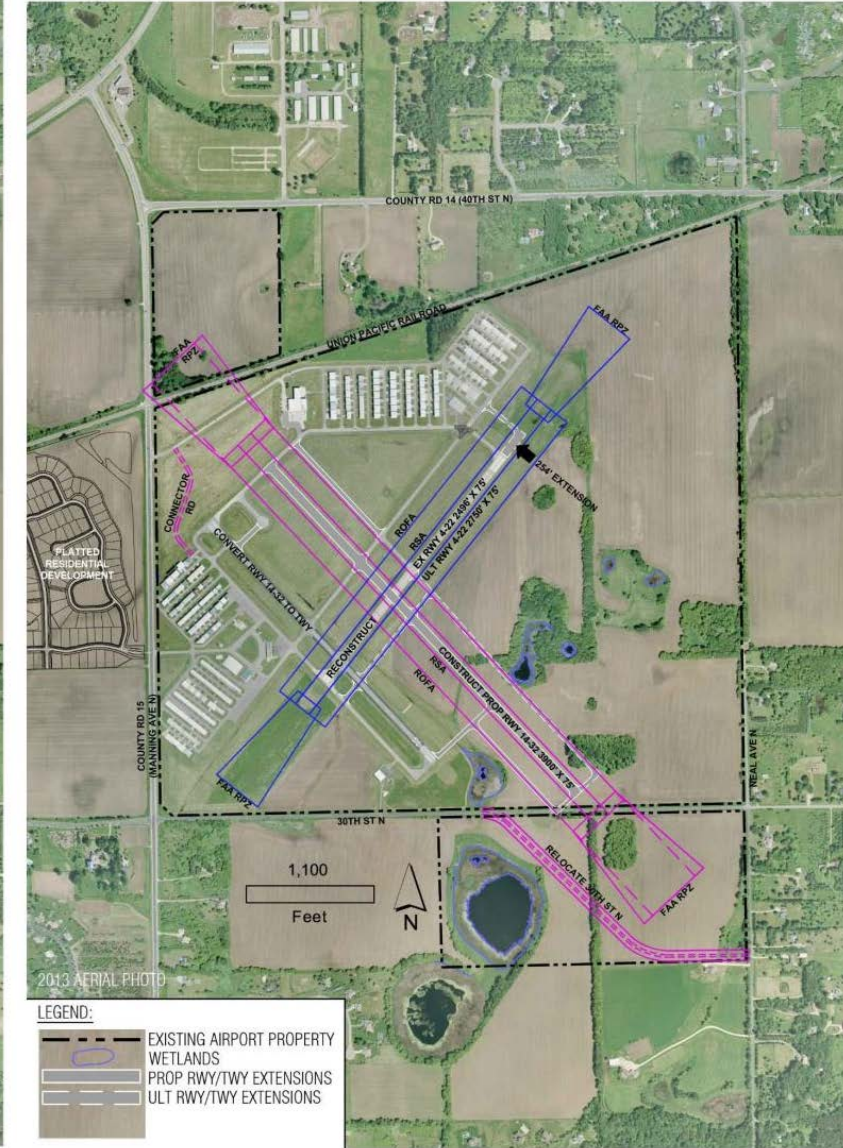 COUNTY RD 14 (40TH ST N)
UNION PACIFIC RAILROAD
FAA RPZ
FAA
RPZ
254' EXTENSION
CONNECTOR
RD
ROFA
RSA
EX RWY 4-22 2496' X 75'
ULT RWY 4-22 2750' X 75'
CONVERT RWY 14-32 TO TWY
PLATTED
RESIDENTIAL
DEVELOPMENT
RECONSTRUCT
RSA
ROFA
CONSTRUCT PROP RWY 14-32 3900' X 75'
COUNTY RD 15
(MANNING AVE N)
NEAL AVE N
FAA RPZ
30TH ST N
RELOCATE 30TH ST N
FAA RPZ
1,100
Feet
N
2013 AERIAL PHOTO
LEGEND:
EXISTING AIRPORT PROPERTY
WETLANDS
PROP RWY/TWY EXTENSIONS
ULT RWY/TWY EXTENSIONS